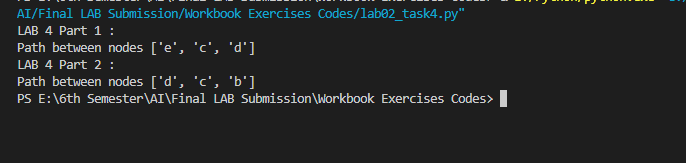 AI/Final LAB Submission/Workbook Exercises Codes/lab02_task4.py"
LAB 4 Part 1 :
Path between nodes ['e', 'c', 'd']
LAB 4 Part 2 :
Path between nodes ['d', 'c', 'b']
PS E:\6th Semester\AI\Final LAB Submission\Workbook Exercises Codes>